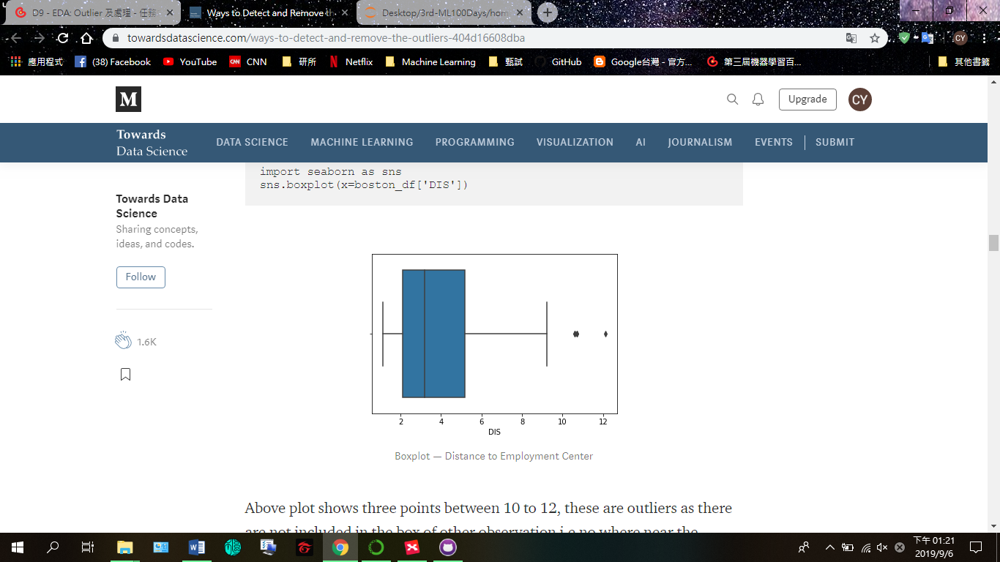 D9 - EDA: Outlier 及處理 - 任務
Ways to Detect and Remove th
Desktop/3rd-ML100Days/hom
towardsdatascience.com/ways-to-detect-and-remove-the-outliers-404d16608dba
CY
應用程式
(38) Facebook
YouTube
CNN
研所
Netflix
Machine Learning
甄試
GitHub
Google台灣 - 官方...
第三屆機器學習百...
其他書籤
M
Upgrade
CY
Towards
Data Science
DATA SCIENCE
MACHINE LEARNING
PROGRAMMING
VISUALIZATION
AI
JOURNALISM
EVENTS
SUBMIT
import seaborn as sns
sns.boxplot(x=boston_df['DIS'])
Towards Data
Science
Sharing concepts,
ideas, and codes.
Follow
1.6K
2 4 6 8 10 12
DIS
Boxplot — Distance to Employment Center
Above plot shows three points between 10 to 12, these are outliers as there
are not included in the box of other observation i.e no where near the
下午 01:21
2019/9/6